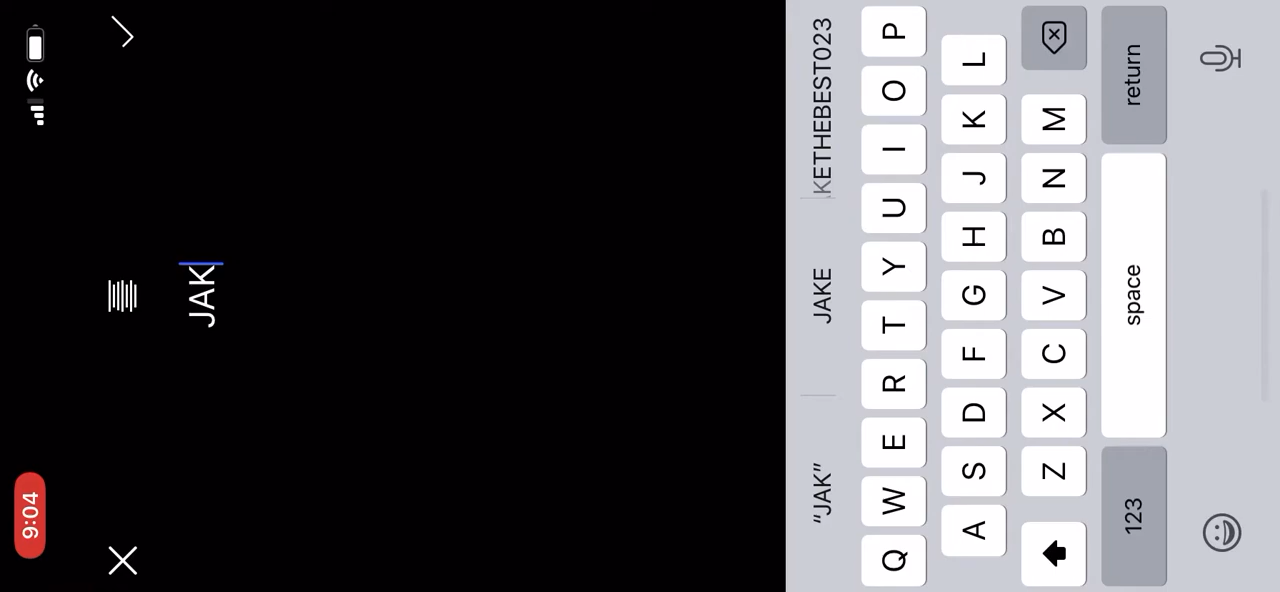 9:04
JAK
"JAK" JAKE KETHEBEST023
Q W E R T Y U I O P
A S D F G H J K L
Z X C V B N M
123 space return